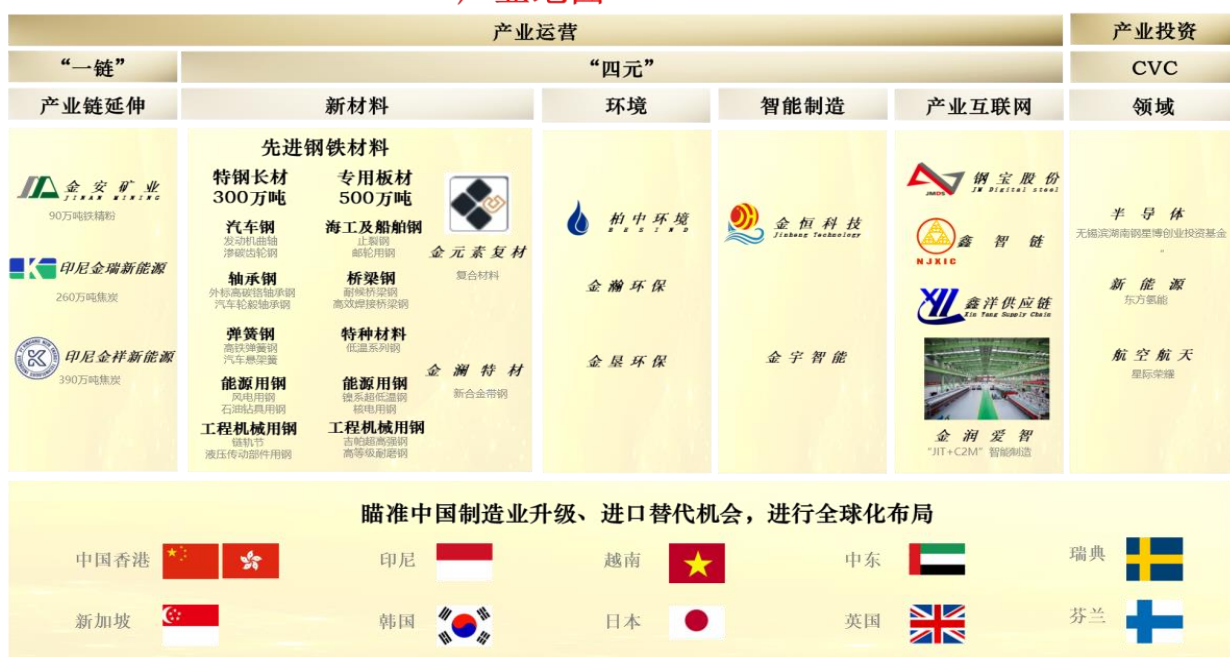 产业运营
产业投资
“一链”
“四元”
CVC
产业链延伸
新材料
环境
智能制造
产业互联网
领域
金安矿业
JINAN MINING
90万吨铁精粉
印尼金瑞新能源
260万吨焦炭
印尼金祥新能源
390万吨焦炭
先进钢铁材料
特钢长材
300万吨
汽车钢
发动机曲轴
渗碳齿轮钢
轴承钢
外标高碳铬轴承钢
汽车轮毂轴承钢
弹簧钢
高铁弹簧钢
汽车悬架簧
能源用钢
风电用钢
石油钻具用钢
工程机械用钢
链轨节
液压传动部件用钢
专用板材
500万吨
海工及船舶钢
止裂钢
邮轮用钢
桥梁钢
耐候桥梁钢
高效焊接桥梁钢
特种材料
低温系列钢
能源用钢
镍系超低温钢
核电用钢
工程机械用钢
吉帕超高强钢
高等级耐磨钢
金元素复材
复合材料
金澜特材
新合金带钢
柏中环境
BESIND
金瀚环保
金垦环保
金恒科技
Jinheng Technology
金宇智能
JMDS
钢宝股份
JM Digital steel
NJXIC
鑫智链
鑫洋供应链
Xin Yang Supply Chain
金润爱智
“JIT+C2M” 智能制造
半导体
无锡滨湖南钢星博创业投资基金
”
新能源
东方氢能
航空航天
星际荣耀
瞄准中国制造业升级、进口替代机会，进行全球化布局
中国香港
印尼
越南
中东
瑞典
新加坡
韩国
日本
英国
芬兰